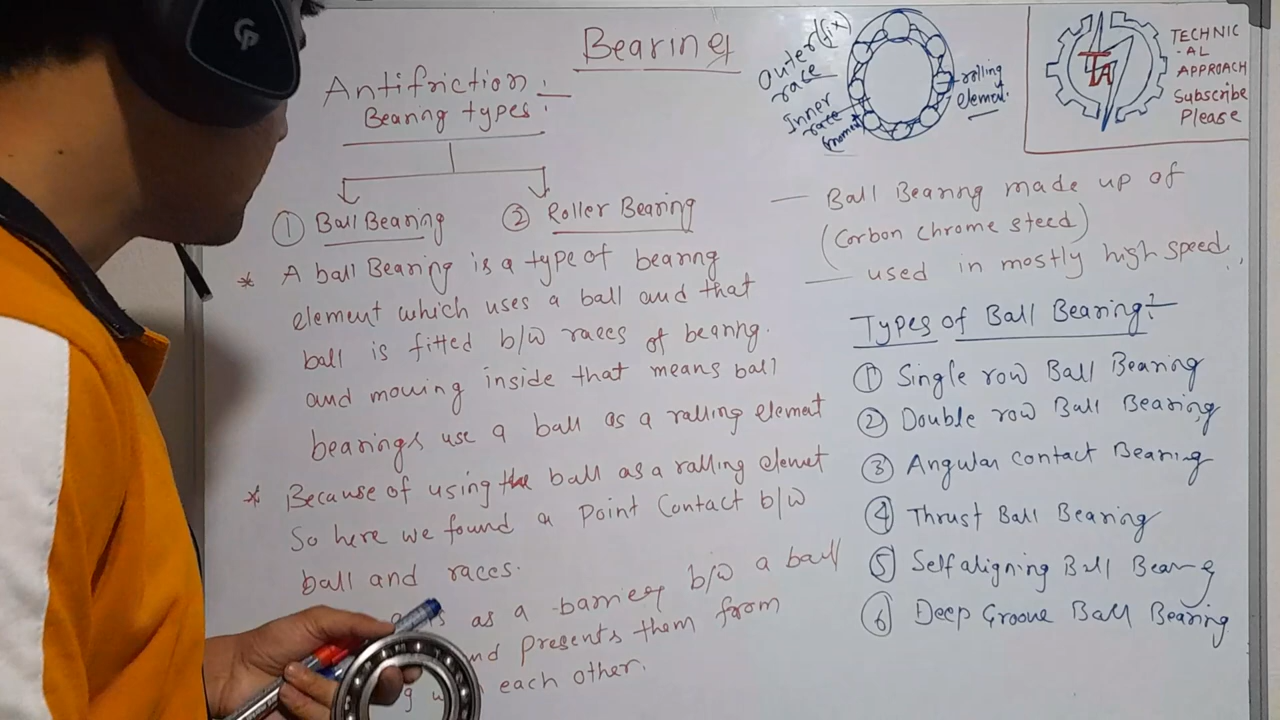 Bearing
Antifriction :-
Bearing types :
① Ball Bearing
② Roller Bearing
* A ball Bearing is a type of bearing
element which uses a ball and that
ball is fitted b/w races of bearing.
and moving inside that means ball
bearings use a ball as a ralling element
* Because of using the ball as a ralling elemet
So here we found a Point Contact b/w
ball and races.
as a barrier b/w a ball
and presents them from
each other.
Outer (fix)
race
Inner
race
(moment)
rolling
element.
TECHNIC
-AL
APPROACH
Subscribe
Please
TA
— Ball Bearing made up of
(Corbon chrome steed)
— used in mostly high speed.
Types of Ball Bearing :-
① Single row Ball Bearing
② Double row Ball Bearing
③ Angular contact Bearing
④ Thrust Ball Bearing
⑤ Self aligning Ball Bearing
⑥ Deep Groove Ball Bearing